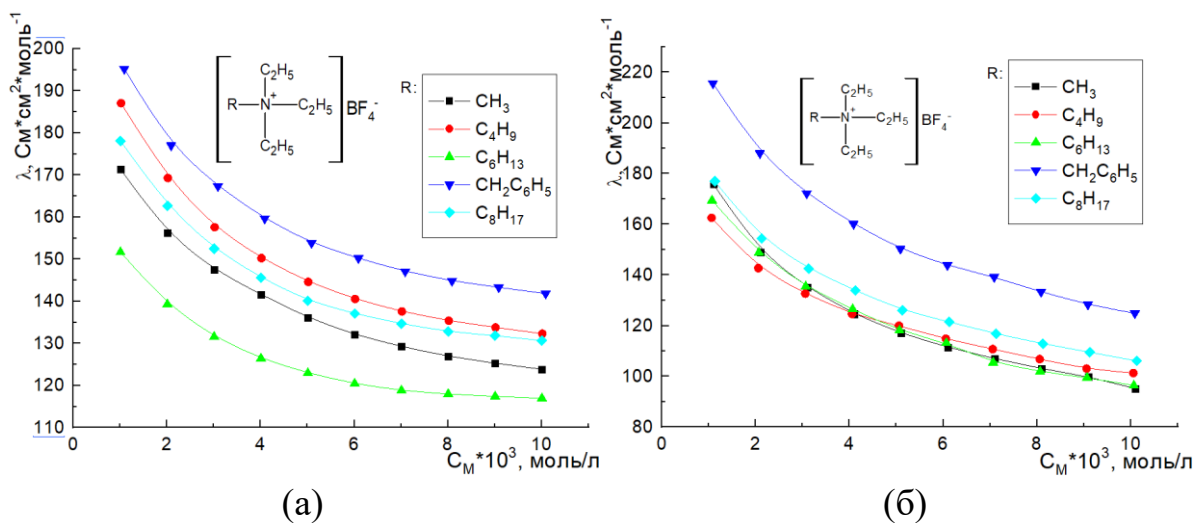 λ, См*см²*моль⁻¹
200
190
180
170
160
150
140
130
120
110
0 2 4 6 8 10
C_M*10³, моль/л
C₂H₅
R N⁺ C₂H₅ BF₄⁻
C₂H₅
R:
CH₃
C₄H₉
C₆H₁₃
CH₂C₆H₅
C₈H₁₇
(а)
λ, См*см²*моль⁻¹
220
200
180
160
140
120
100
80
0 2 4 6 8 10
C_M*10³, моль/л
C₂H₅
R N⁺ C₂H₅ BF₄⁻
C₂H₅
R:
CH₃
C₄H₉
C₆H₁₃
CH₂C₆H₅
C₈H₁₇
(б)